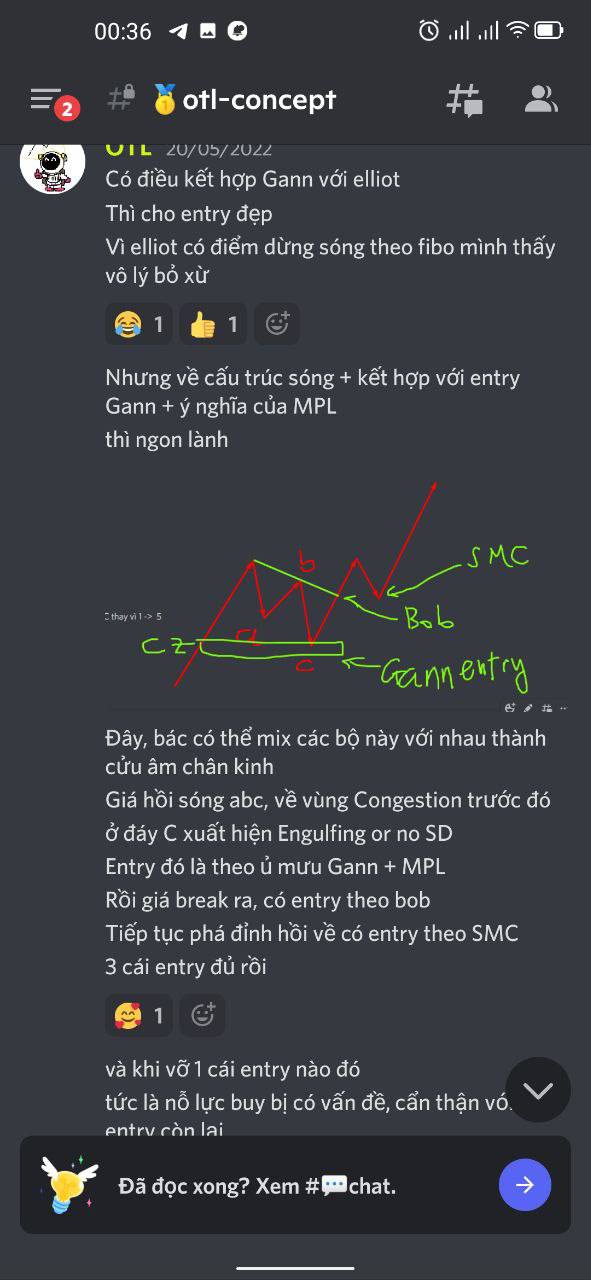 00:36
2
#🥇otl-concept
OTL 20/05/2022
Có điều kết hợp Gann với elliot
Thì cho entry đẹp
Vì elliot có điểm dừng sóng theo fibo mình thấy
vô lý bỏ xừ
😂 1 👍 1
Nhưng về cấu trúc sóng + kết hợp với entry
Gann + ý nghĩa của MPL
thì ngon lành
b
SMC
C thay vì 1 -> 5
Bob
a
CZ
c
Gann entry
Đây, bác có thể mix các bộ này với nhau thành
cửu âm chân kinh
Giá hồi sóng abc, về vùng Congestion trước đó
ở đáy C xuất hiện Engulfing or no SD
Entry đó là theo ủ mưu Gann + MPL
Rồi giá break ra, có entry theo bob
Tiếp tục phá đỉnh hồi về có entry theo SMC
3 cái entry đủ rồi
🥰 1
và khi vỡ 1 cái entry nào đó
tức là nỗ lực buy bị có vấn đề, cẩn thận
entry còn lại
Đã đọc xong? Xem #💬chat.